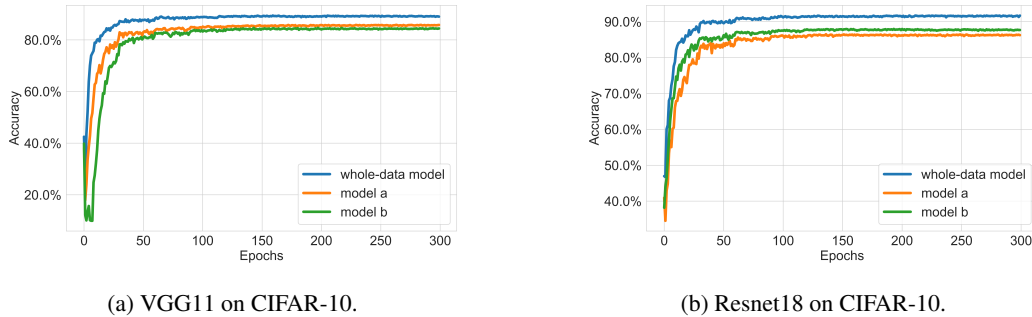 80.0%
60.0%
40.0%
20.0%
Accuracy
whole-data model
model a
model b
0
50
100
150
200
250
300
Epochs
(a) VGG11 on CIFAR-10.
90.0%
80.0%
70.0%
60.0%
50.0%
40.0%
Accuracy
whole-data model
model a
model b
0
50
100
150
200
250
300
Epochs
(b) Resnet18 on CIFAR-10.